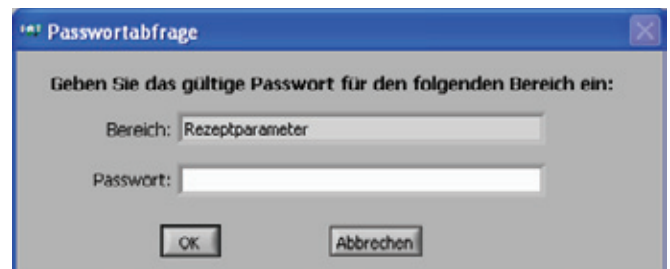 Passwortabfrage
Geben Sie das gültige Passwort für den folgenden Bereich ein:
Bereich: Rezeptparameter
Passwort:
OK Abbrechen